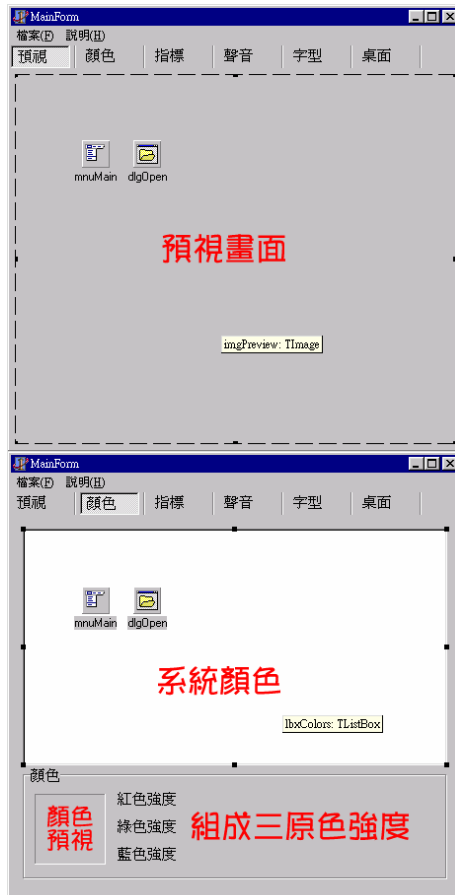 MainForm
檔案(F) 說明(H)
預視 顏色 指標 聲音 字型 桌面
mnuMain dlgOpen
預視畫面
imgPreview: TImage
MainForm
檔案(F) 說明(H)
預視 顏色 指標 聲音 字型 桌面
mnuMain dlgOpen
系統顏色
lbxColors: TListBox
顏色
顏色預視
紅色強度
綠色強度
藍色強度
組成三原色強度